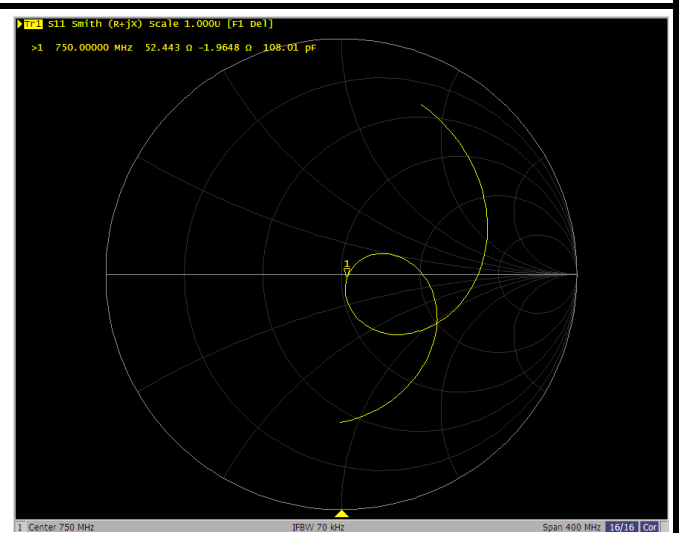 Tr1 S11 Smith (R+jX) Scale 1.000U [F1 Del]
>1 750.00000 MHz 52.443 Ω -1.9648 Ω 108.01 pF
1
1 Center 750 MHz IFBW 70 kHz Span 400 MHz 16/16 Cor